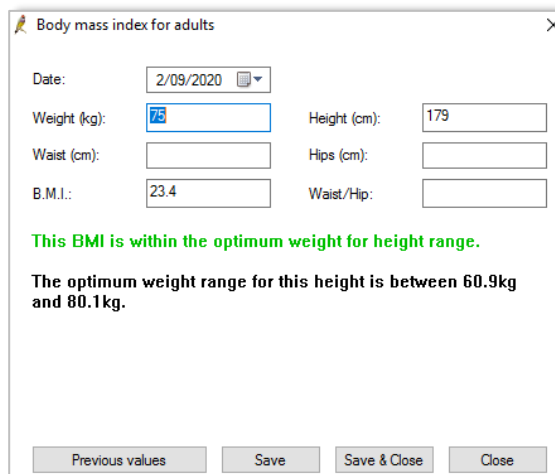 Body mass index for adults
Date: 2/09/2020
Weight (kg): 75 Height (cm): 179
Waist (cm): Hips (cm):
B.M.I.: 23.4 Waist/Hip:
This BMI is within the optimum weight for height range.
The optimum weight range for this height is between 60.9kg
and 80.1kg.
Previous values Save Save & Close Close